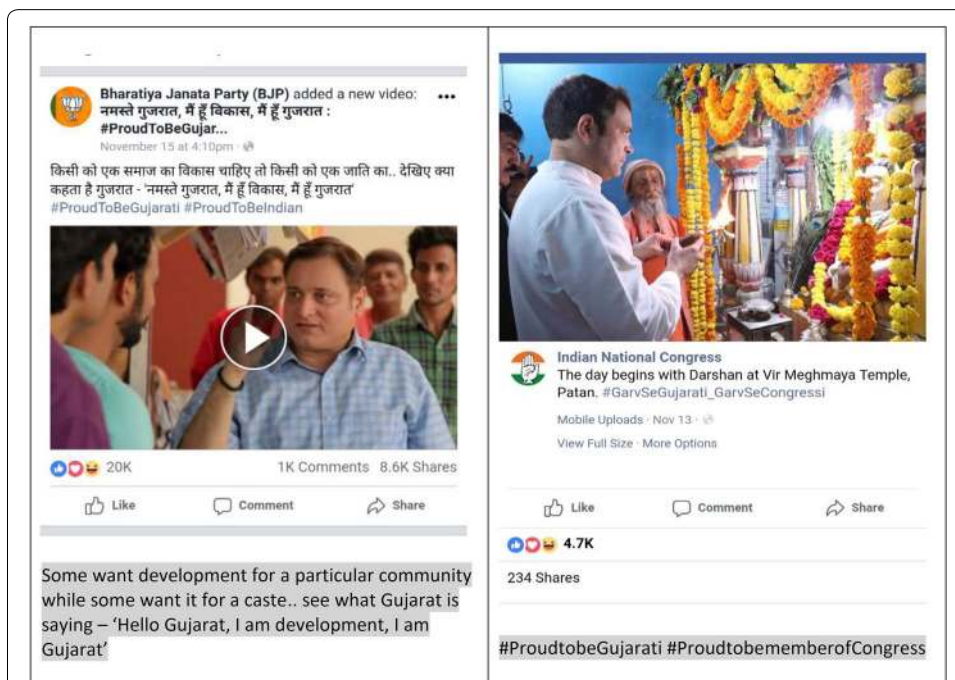 Bharatiya Janata Party (BJP) added a new video:
नमस्ते गुजरात, मैं हूँ विकास, मैं हूँ गुजरात :
#ProudToBeGujar...
November 15 at 4:10pm ·
किसी को एक समाज का विकास चाहिए तो किसी को एक जाति का.. देखिए क्या
कहता है गुजरात - 'नमस्ते गुजरात, मैं हूँ विकास, मैं हूँ गुजरात'
#ProudToBeGujarati #ProudToBeIndian
20K 1K Comments 8.6K Shares
Like Comment Share
Some want development for a particular community
while some want it for a caste.. see what Gujarat is
saying – ‘Hello Gujarat, I am development, I am
Gujarat’
Indian National Congress
The day begins with Darshan at Vir Meghmaya Temple,
Patan. #GarvSeGujarati_GarvSeCongressi
Mobile Uploads · Nov 13 ·
View Full Size · More Options
Like Comment Share
4.7K
234 Shares
#ProudtobeGujarati #ProudtobememberofCongress